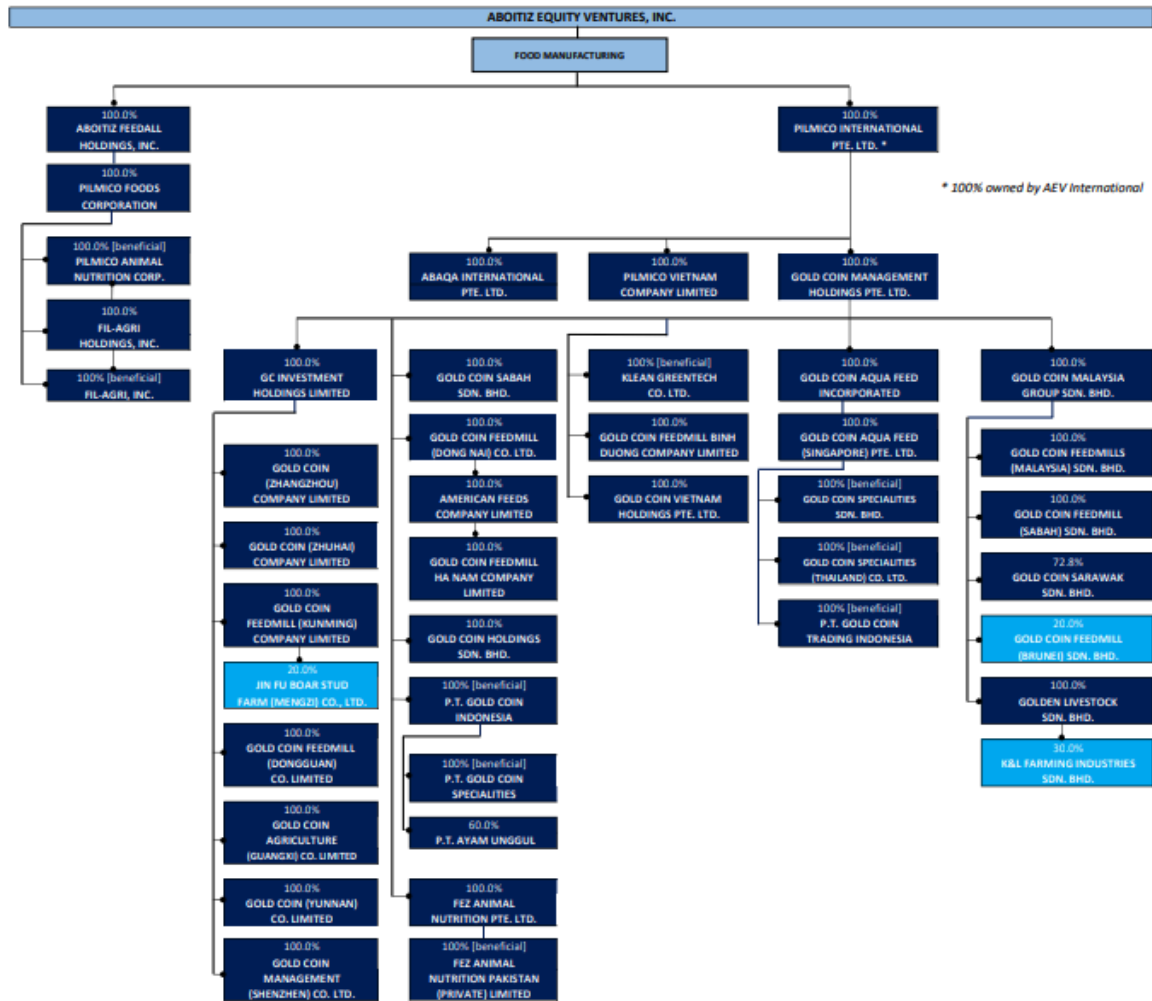 ABOITIZ EQUITY VENTURES, INC.
FOOD MANUFACTURING
100.0%
ABOITIZ FEEDALL
HOLDINGS, INC.
100.0%
PILMICO FOODS
CORPORATION
100.0% [beneficial]
PILMICO ANIMAL
NUTRITION CORP.
100.0%
FIL-AGRI
HOLDINGS, INC.
100% [beneficial]
FIL-AGRI, INC.
100.0%
PILMICO INTERNATIONAL
PTE. LTD. *
* 100% owned by AEV International
100.0%
ABAQA INTERNATIONAL
PTE. LTD.
100.0%
PILMICO VIETNAM
COMPANY LIMITED
100.0%
GOLD COIN MANAGEMENT
HOLDINGS PTE. LTD.
100.0%
GC INVESTMENT
HOLDINGS LIMITED
100.0%
GOLD COIN
(ZHANGZHOU)
COMPANY LIMITED
100.0%
GOLD COIN (ZHUHAI)
COMPANY LIMITED
100.0%
GOLD COIN
FEEDMILL (KUNMING)
COMPANY LIMITED
20.0%
JIN FU BOAR STUD
FARM (MENGZI) CO., LTD.
100.0%
GOLD COIN FEEDMILL
(DONGGUAN)
CO. LIMITED
100.0%
GOLD COIN
AGRICULTURE
(GUANGXI) CO. LIMITED
100.0%
GOLD COIN (YUNNAN)
CO. LIMITED
100.0%
GOLD COIN
MANAGEMENT
(SHENZHEN) CO. LTD.
100.0%
GOLD COIN SABAH
SDN. BHD.
100.0%
GOLD COIN FEEDMILL
(DONG NAI) CO. LTD.
100.0%
AMERICAN FEEDS
COMPANY LIMITED
100.0%
GOLD COIN FEEDMILL
HA NAM COMPANY
LIMITED
100.0%
GOLD COIN HOLDINGS
SDN. BHD.
100% [beneficial]
P.T. GOLD COIN
INDONESIA
100% [beneficial]
P.T. GOLD COIN
SPECIALITIES
60.0%
P.T. AYAM UNGGUL
100.0%
FEZ ANIMAL
NUTRITION PTE. LTD.
100% [beneficial]
FEZ ANIMAL
NUTRITION PAKISTAN
(PRIVATE) LIMITED
100% [beneficial]
KLEAN GREENTECH
CO. LTD.
100.0%
GOLD COIN FEEDMILL BINH
DUONG COMPANY LIMITED
100.0%
GOLD COIN VIETNAM
HOLDINGS PTE. LTD.
100.0%
GOLD COIN AQUA FEED
INCORPORATED
100.0%
GOLD COIN AQUA FEED
(SINGAPORE) PTE. LTD.
100% [beneficial]
GOLD COIN SPECIALITIES
SDN. BHD.
100% [beneficial]
GOLD COIN SPECIALITIES
(THAILAND) CO. LTD.
100% [beneficial]
P.T. GOLD COIN
TRADING INDONESIA
100.0%
GOLD COIN MALAYSIA
GROUP SDN. BHD.
100.0%
GOLD COIN FEEDMILLS
(MALAYSIA) SDN. BHD.
100.0%
GOLD COIN FEEDMILL
(SABAH) SDN. BHD.
72.8%
GOLD COIN SARAWAK
SDN. BHD.
20.0%
GOLD COIN FEEDMILL
(BRUNEI) SDN. BHD.
100.0%
GOLDEN LIVESTOCK
SDN. BHD.
30.0%
K&L FARMING INDUSTRIES
SDN. BHD.